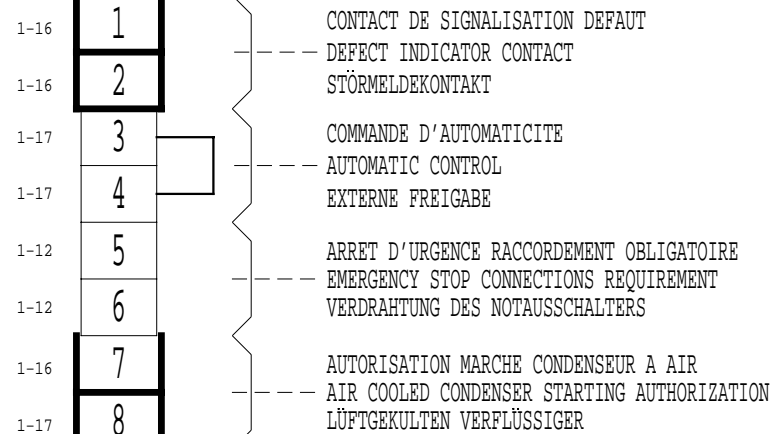 1-16 1 CONTACT DE SIGNALISATION DEFAUT
DEFECT INDICATOR CONTACT
1-16 2 STÖRMELDEKONTAKT
1-17 3 COMMANDE D'AUTOMATICITE
AUTOMATIC CONTROL
1-17 4 EXTERNE FREIGABE
1-12 5 ARRET D'URGENCE RACCORDEMENT OBLIGATOIRE
EMERGENCY STOP CONNECTIONS REQUIREMENT
1-12 6 VERDRAHTUNG DES NOTAUSSCHALTERS
1-16 7 AUTORISATION MARCHE CONDENSEUR A AIR
AIR COOLED CONDENSER STARTING AUTHORIZATION
1-17 8 LÜFTGEKULTEN VERFLÜSSIGER